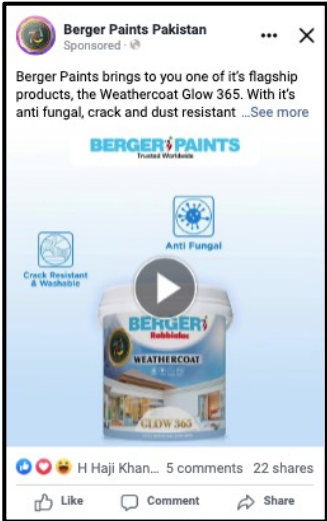 Berger Paints Pakistan
Sponsored ·
Berger Paints brings to you one of it's flagship
products, the Weathercoat Glow 365. With it's
anti fungal, crack and dust resistant ...See more
BERGER PAINTS
Trusted Worldwide
Anti Fungal
Crack Resistant
& Washable
BERGER
Robbialac
WEATHERCOAT
GLOW 365
H Haji Khan... 5 comments 22 shares
Like Comment Share